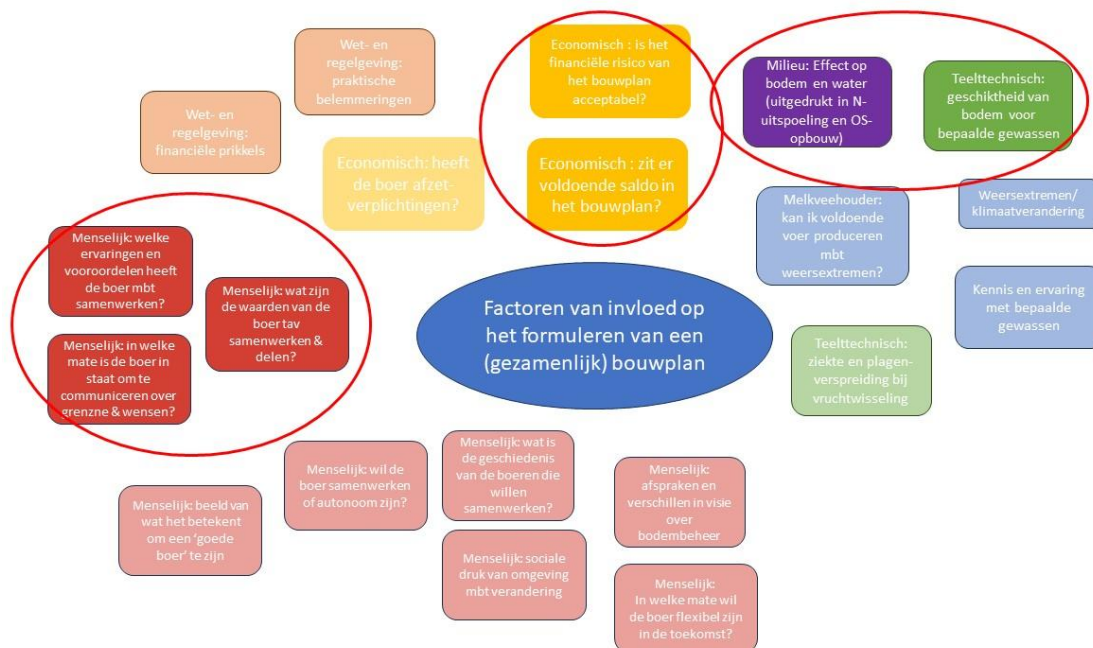 Wet- en
regelgeving:
praktische
belemmeringen
Economisch : is het
financiële risico van
het bouwplan
acceptabel?
Milieu: Effect op
bodem en water
(uitgedrukt in N-
uitspoeling en OS-
opbouw)
Teelttechnisch:
geschiktheid van
bodem voor
bepaalde gewassen
Wet- en
regelgeving:
financiële prikkels
Economisch: heeft
de boer afzet-
verplichtingen?
Economisch : zit er
voldoende saldo in
het bouwplan?
Melkveehouder:
kan ik voldoende
voer produceren
mbt
weersextremen?
Weersextremen/
klimaatverandering
Menselijk: welke
ervaringen en
vooroordelen heeft
de boer mbt
samenwerken?
Menselijk: wat zijn
de waarden van de
boer tav
samenwerken &
delen?
Menselijk: in welke
mate is de boer in
staat om te
communiceren over
grenzne & wensen?
Factoren van invloed op
het formuleren van een
(gezamenlijk) bouwplan
Kennis en ervaring
met bepaalde
gewassen
Teelttechnisch:
ziekte en plagen-
verspreiding bij
vruchtwisseling
Menselijk: beeld van
wat het betekent
om een ‘goede
boer’ te zijn
Menselijk: wil de
boer samenwerken
of autonoom zijn?
Menselijk: wat is
de geschiedenis
van de boeren die
willen
samenwerken?
Menselijk:
afspraken en
verschillen in visie
over
bodembeheer
Menselijk: sociale
druk van omgeving
mbt verandering
Menselijk:
In welke mate wil
de boer flexibel zijn
in de toekomst?